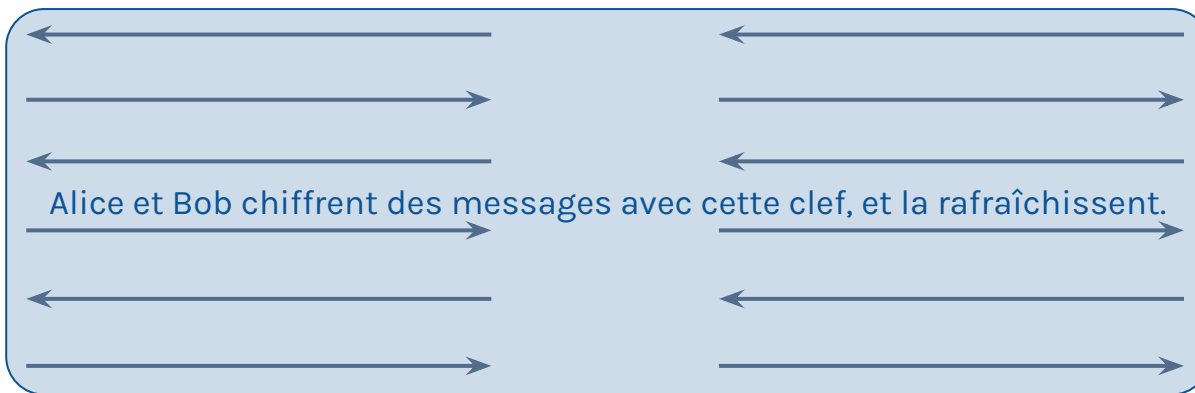 Alice et Bob chiffrent des messages avec cette clef, et la rafraîchissent.